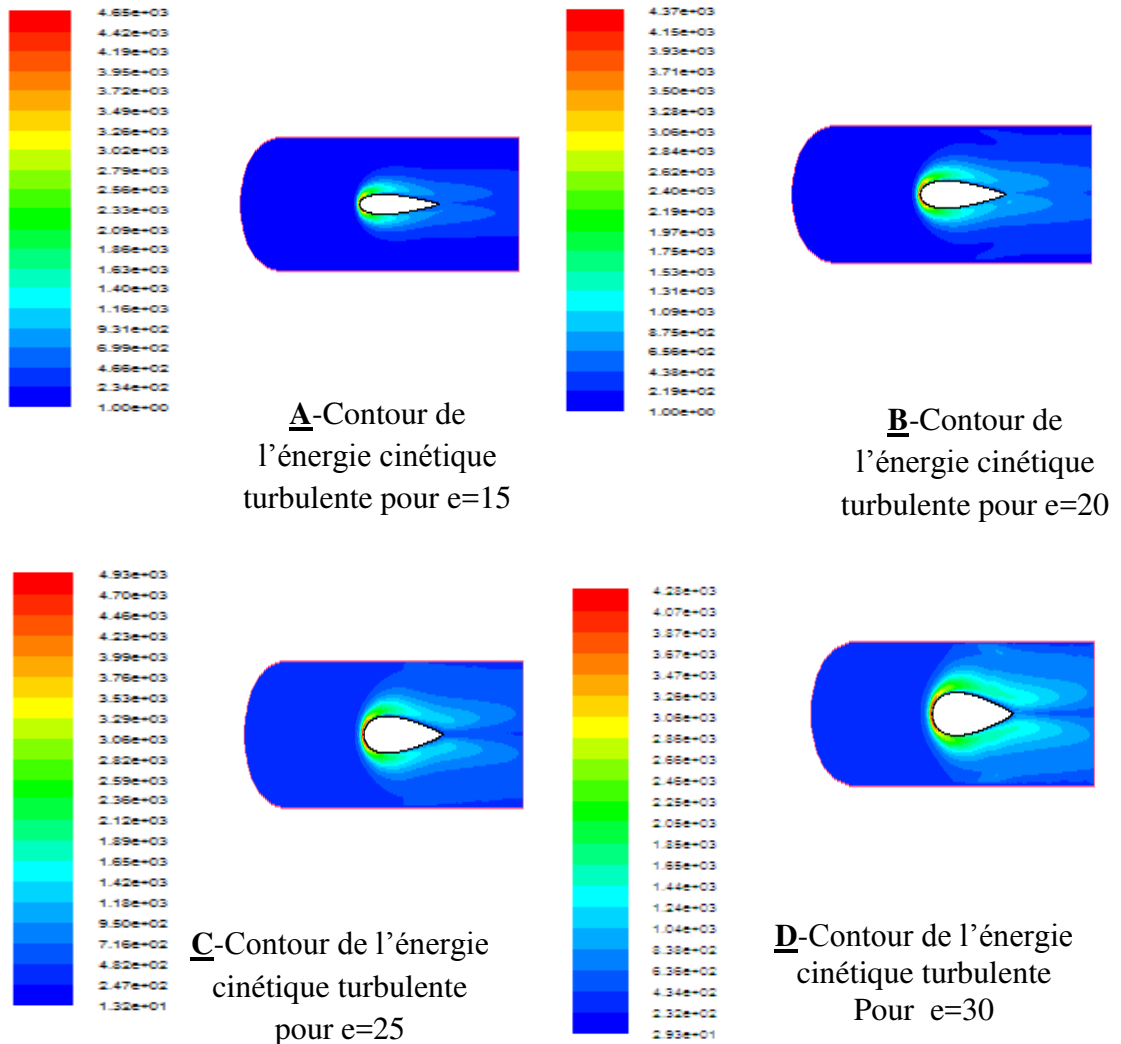 4.65e+03
4.42e+03
4.19e+03
3.95e+03
3.72e+03
3.49e+03
3.26e+03
3.02e+03
2.79e+03
2.56e+03
2.33e+03
2.09e+03
1.86e+03
1.63e+03
1.40e+03
1.16e+03
9.31e+02
6.99e+02
4.66e+02
2.34e+02
1.00e+00
A-Contour de
l’énergie cinétique
turbulente pour e=15
4.37e+03
4.15e+03
3.93e+03
3.71e+03
3.50e+03
3.28e+03
3.06e+03
2.84e+03
2.62e+03
2.40e+03
2.19e+03
1.97e+03
1.75e+03
1.53e+03
1.31e+03
1.09e+03
8.75e+02
6.56e+02
4.38e+02
2.19e+02
1.00e+00
B-Contour de
l’énergie cinétique
turbulente pour e=20
4.93e+03
4.70e+03
4.46e+03
4.23e+03
3.99e+03
3.76e+03
3.53e+03
3.29e+03
3.06e+03
2.82e+03
2.59e+03
2.36e+03
2.12e+03
1.89e+03
1.65e+03
1.42e+03
1.18e+03
9.50e+02
7.16e+02
4.82e+02
2.47e+02
1.32e+01
C-Contour de l’énergie
cinétique turbulente
pour e=25
4.28e+03
4.07e+03
3.87e+03
3.67e+03
3.47e+03
3.26e+03
3.06e+03
2.86e+03
2.66e+03
2.46e+03
2.25e+03
2.05e+03
1.85e+03
1.65e+03
1.44e+03
1.24e+03
1.04e+03
8.38e+02
6.36e+02
4.34e+02
2.32e+02
2.93e+01
D-Contour de l’énergie
cinétique turbulente
Pour e=30